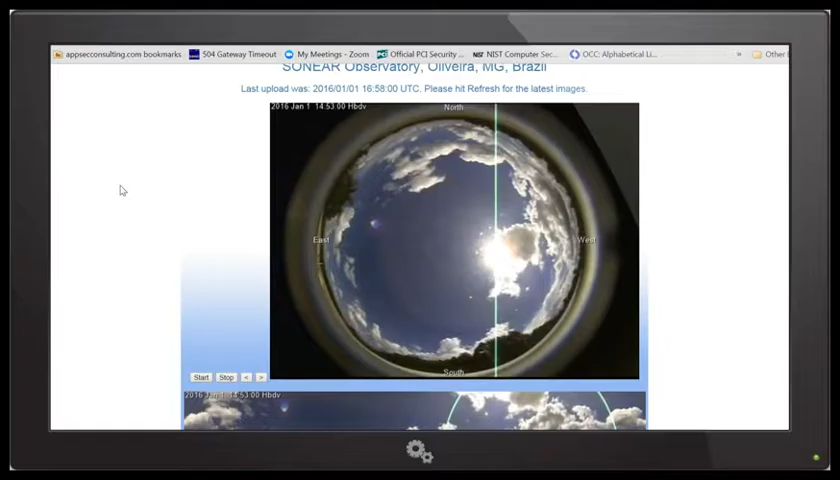 appsecconsulting.com bookmarks 504 Gateway Timeout My Meetings - Zoom PCI Official PCI Security ... NIST NIST Computer Sec... OCC: Alphabetical Li... » Other
SONEAR Observatory, Oliveira, MG, Brazil
Last upload was: 2016/01/01 16:58:00 UTC. Please hit Refresh for the latest images.
2016 Jan 1 14:53:00 Hbdv
North
East
West
South
Start Stop < >
2016 Jan 1 14:53:00 Hbdv